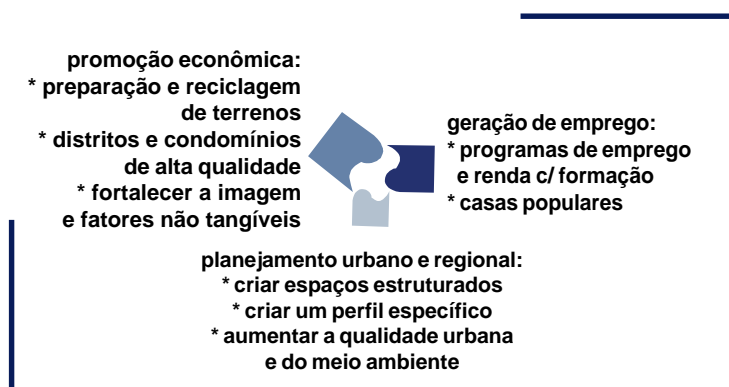 promoção econômica:
* preparação e reciclagem
de terrenos
* distritos e condomínios
de alta qualidade
* fortalecer a imagem
e fatores não tangíveis
geração de emprego:
* programas de emprego
e renda c/ formação
* casas populares
planejamento urbano e regional:
* criar espaços estruturados
* criar um perfil específico
* aumentar a qualidade urbana
e do meio ambiente